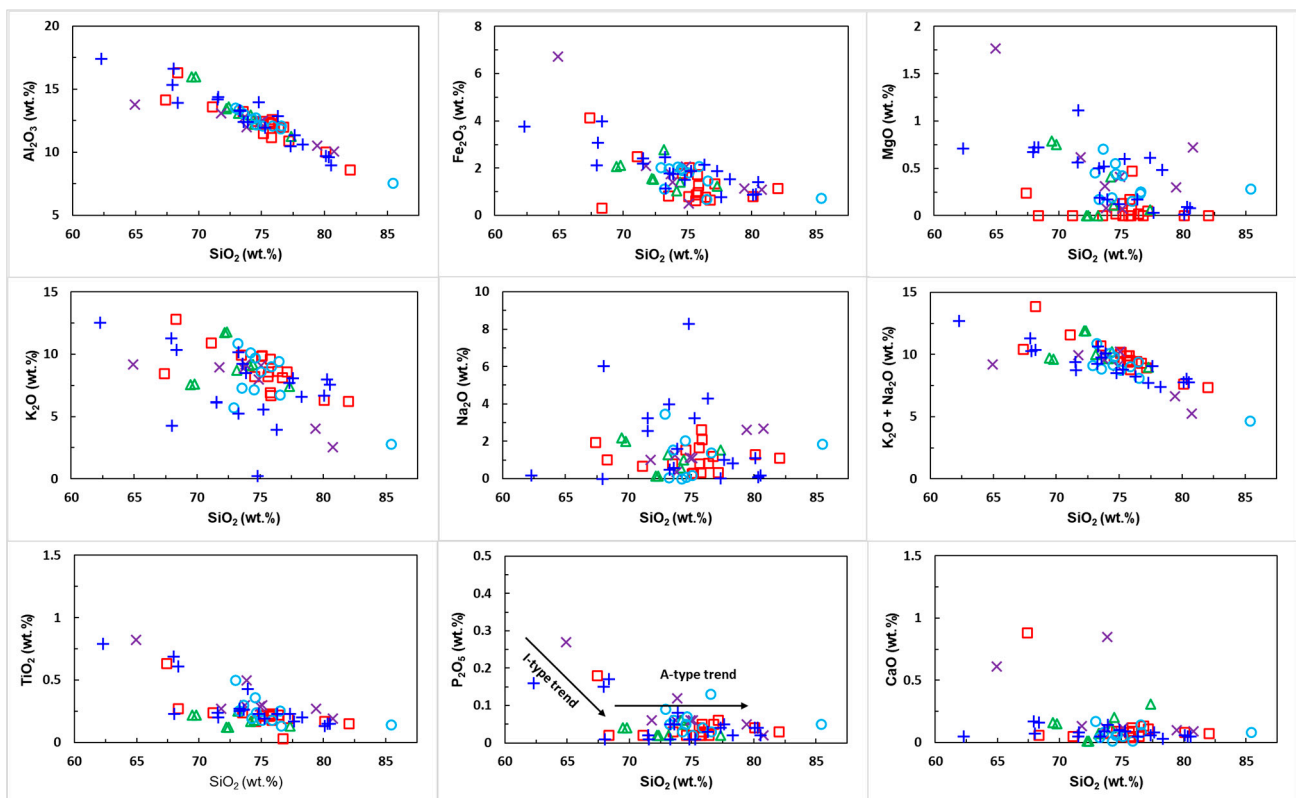 20
15
10
5
60 65 70 75 80 85
Al₂O₃ (wt.%)
SiO₂ (wt.%)
8
6
4
2
0
60 65 70 75 80 85
Fe₂O₃ (wt.%)
SiO₂ (wt.%)
2
1.5
1
0.5
0
60 65 70 75 80 85
MgO (wt.%)
SiO₂ (wt.%)
15
10
5
0
60 65 70 75 80 85
K₂O (wt.%)
SiO₂ (wt.%)
10
8
6
4
2
0
60 65 70 75 80 85
Na₂O (wt.%)
SiO₂ (wt.%)
15
10
5
0
60 65 70 75 80 85
K₂O + Na₂O (wt.%)
SiO₂ (wt.%)
1.5
1
0.5
0
60 65 70 75 80 85
TiO₂ (wt.%)
SiO₂ (wt.%)
0.5
0.4
0.3
0.2
0.1
0
60 65 70 75 80 85
P₂O₅ (wt.%)
I-type trend
A-type trend
SiO₂ (wt.%)
1.5
1
0.5
0
60 65 70 75 80 85
CaO (wt.%)
SiO₂ (wt.%)